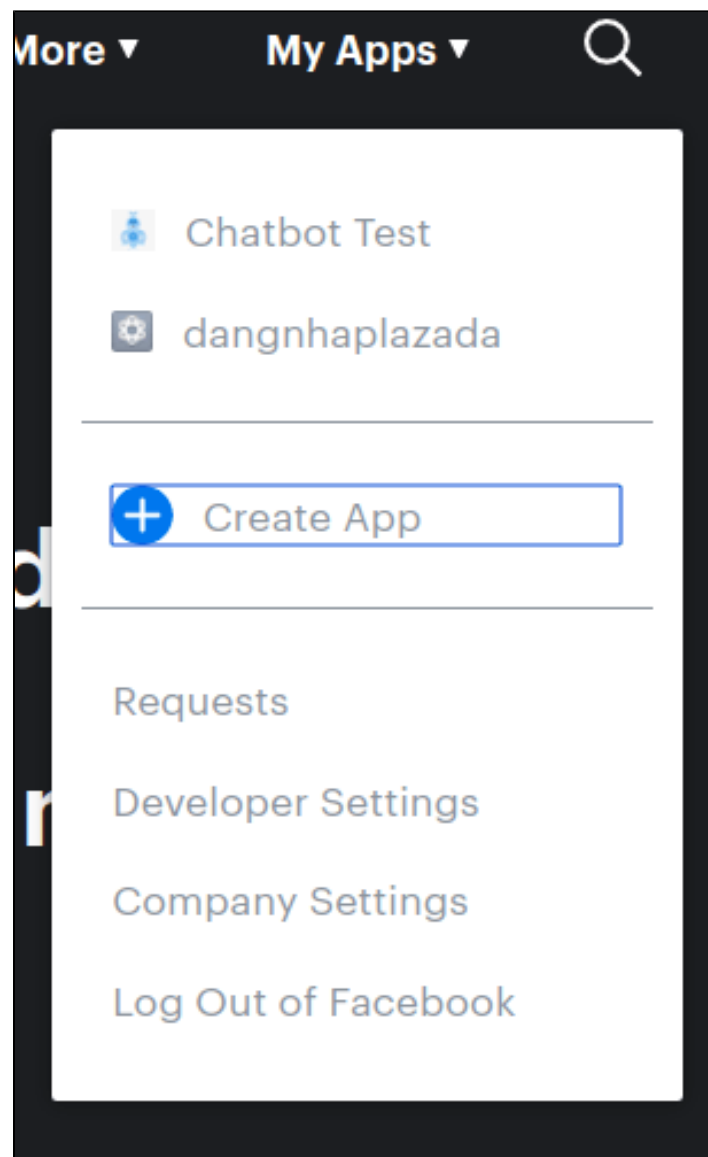 More ▼ My Apps ▼
Chatbot Test
dangnhaplazada
Create App
d
Requests
Developer Settings
r
Company Settings
Log Out of Facebook